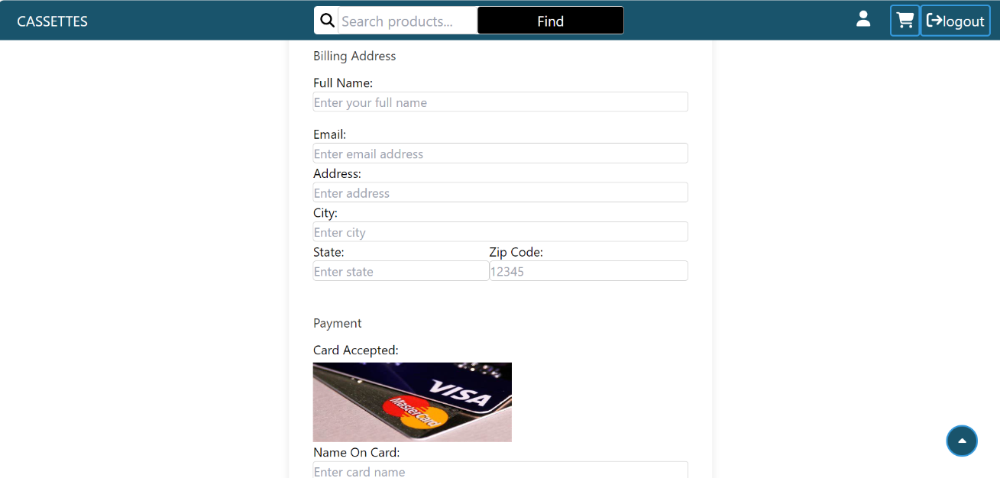 CASSETTES
Search products...
Find
logout
Billing Address
Full Name:
Enter your full name
Email:
Enter email address
Address:
Enter address
City:
Enter city
State: Zip Code:
Enter state 12345
Payment
Card Accepted:
VISA
MasterCard
Name On Card:
Enter card name